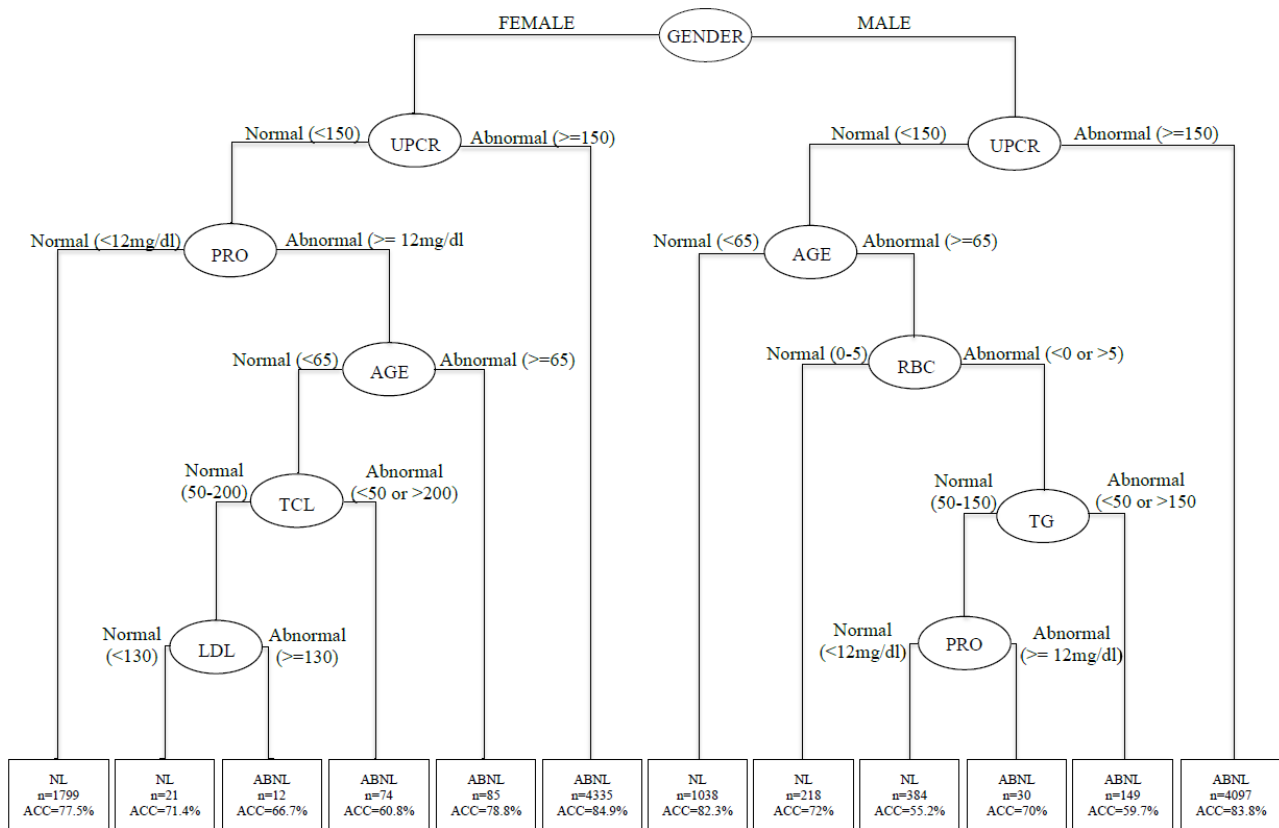 FEMALE
GENDER
MALE
Normal (<150)
UPCR
Abnormal (>=150)
Normal (<150)
UPCR
Abnormal (>=150)
Normal (<12mg/dl)
PRO
Abnormal (>= 12mg/dl
Normal (<65)
AGE
Abnormal (>=65)
Normal (<65)
AGE
Abnormal (>=65)
Normal (0-5)
RBC
Abnormal (<0 or >5)
Normal
(50-200)
TCL
Abnormal
(<50 or >200)
Normal
(50-150)
TG
Abnormal
(<50 or >150
Normal
(<130)
LDL
Abnormal
(>=130)
Normal
(<12mg/dl)
PRO
Abnormal
(>= 12mg/dl)
NL
n=1799
ACC=77.5%
NL
n=21
ACC=71.4%
ABNL
n=12
ACC=66.7%
ABNL
n=74
ACC=60.8%
ABNL
n=85
ACC=78.8%
ABNL
n=4335
ACC=84.9%
NL
n=1038
ACC=82.3%
NL
n=218
ACC=72%
NL
n=384
ACC=55.2%
ABNL
n=30
ACC=70%
ABNL
n=149
ACC=59.7%
ABNL
n=4097
ACC=83.8%